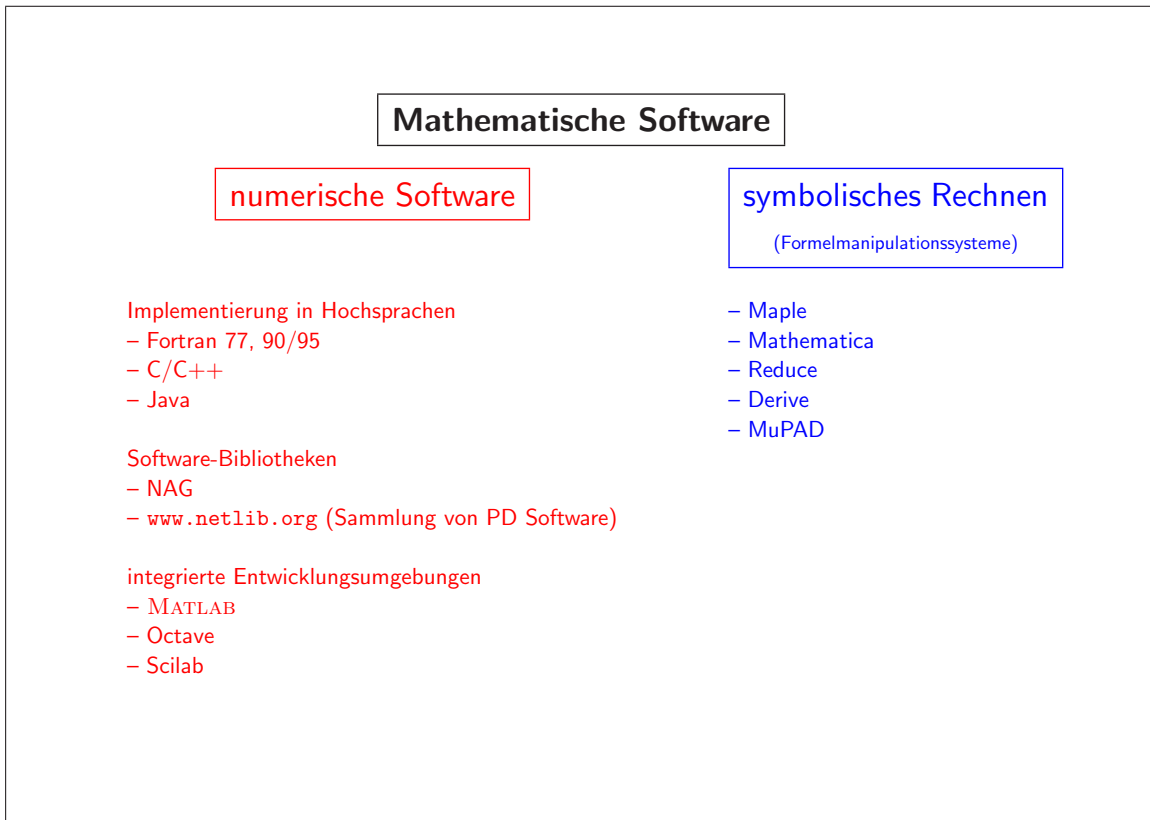 Mathematische Software
numerische Software
Implementierung in Hochsprachen
– Fortran 77, 90/95
– C/C++
– Java
Software-Bibliotheken
– NAG
– www.netlib.org (Sammlung von PD Software)
integrierte Entwicklungsumgebungen
– MATLAB
– Octave
– Scilab
symbolisches Rechnen
(Formelmanipulationssysteme)
– Maple
– Mathematica
– Reduce
– Derive
– MuPAD